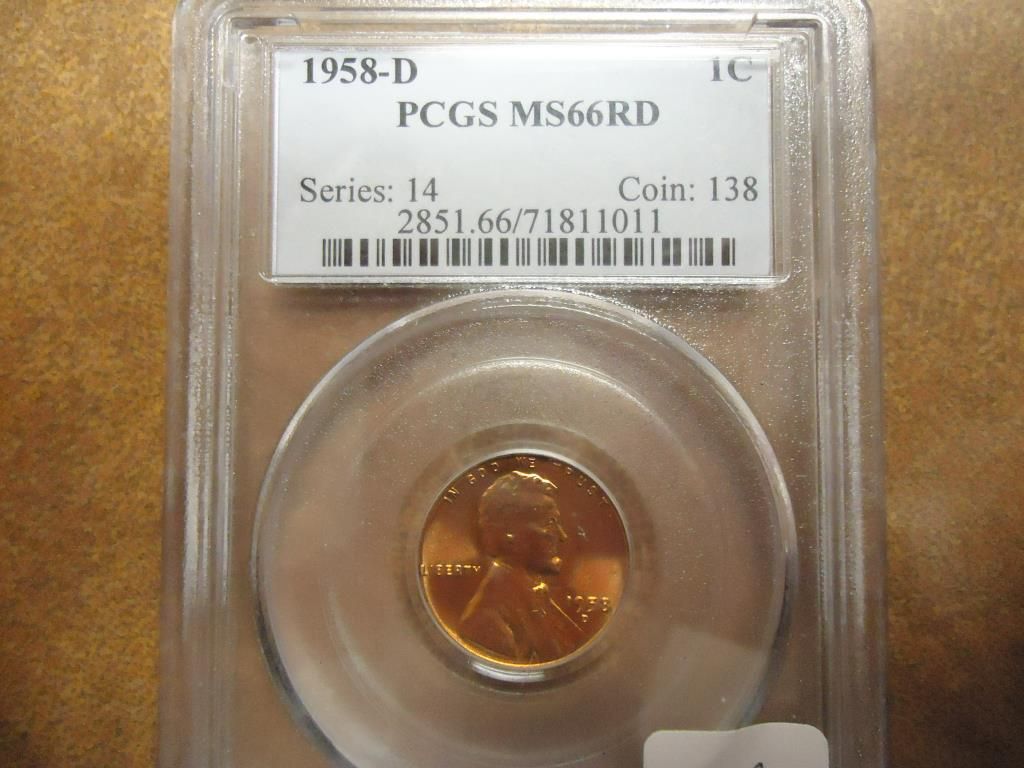 1958-D 1C
PCGS MS66RD
Series: 14 Coin: 138
2851.66/71811011
IN GOD WE TRUST
LIBERTY
1958
D